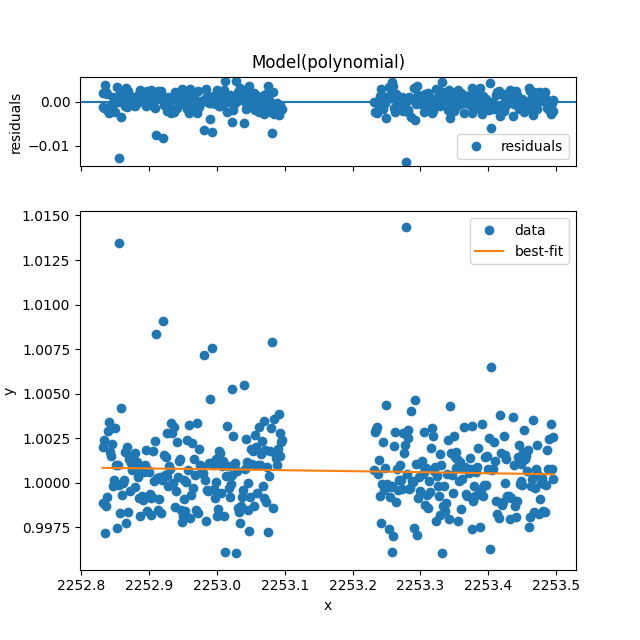 Model(polynomial)
0.00
−0.01
residuals
residuals
1.0150
1.0125
1.0100
1.0075
1.0050
1.0025
1.0000
0.9975
y
data
best-fit
2252.8 2252.9 2253.0 2253.1 2253.2 2253.3 2253.4 2253.5
x